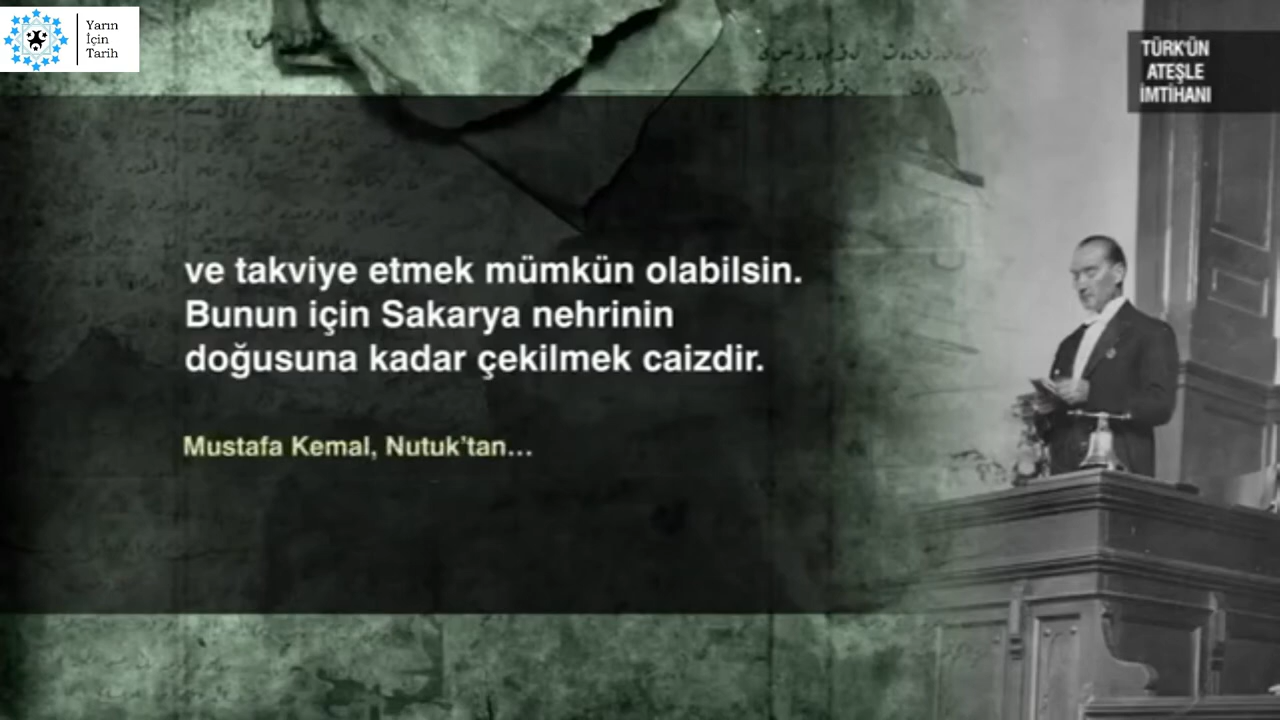 Yarın
İçin
Tarih
TÜRK'ÜN
ATEŞLE
İMTİHANI
ve takviye etmek mümkün olabilsin.
Bunun için Sakarya nehrinin
doğusuna kadar çekilmek caizdir.
Mustafa Kemal, Nutuk'tan...